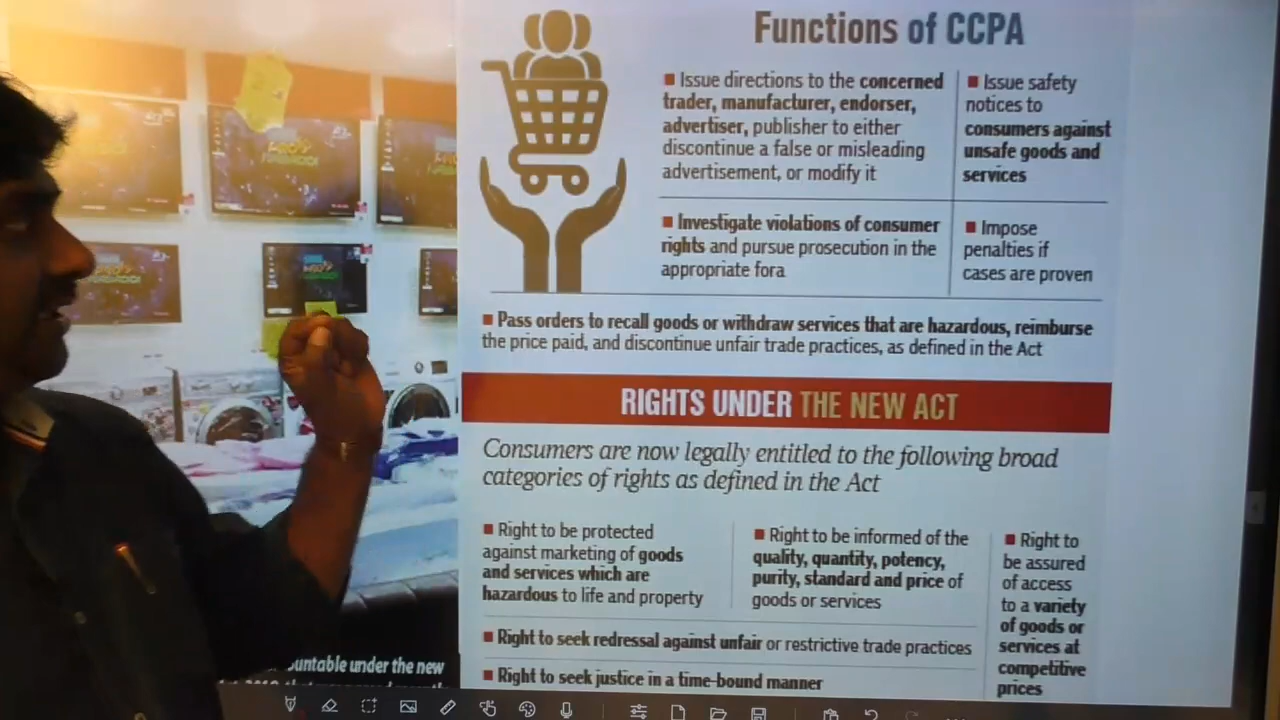 Functions of CCPA
■ Issue directions to the concerned
trader, manufacturer, endorser,
advertiser, publisher to either
discontinue a false or misleading
advertisement, or modify it
■ Issue safety
notices to
consumers against
unsafe goods and
services
■ Investigate violations of consumer
rights and pursue prosecution in the
appropriate fora
■ Impose
penalties if
cases are proven
■ Pass orders to recall goods or withdraw services that are hazardous, reimburse
the price paid, and discontinue unfair trade practices, as defined in the Act
RIGHTS UNDER THE NEW ACT
Consumers are now legally entitled to the following broad
categories of rights as defined in the Act
■ Right to be protected
against marketing of goods
and services which are
hazardous to life and property
■ Right to be informed of the
quality, quantity, potency,
purity, standard and price of
goods or services
■ Right to
be assured
of access
to a variety
of goods or
services at
competitive
prices
■ Right to seek redressal against unfair or restrictive trade practices
■ Right to seek justice in a time-bound manner
under the new